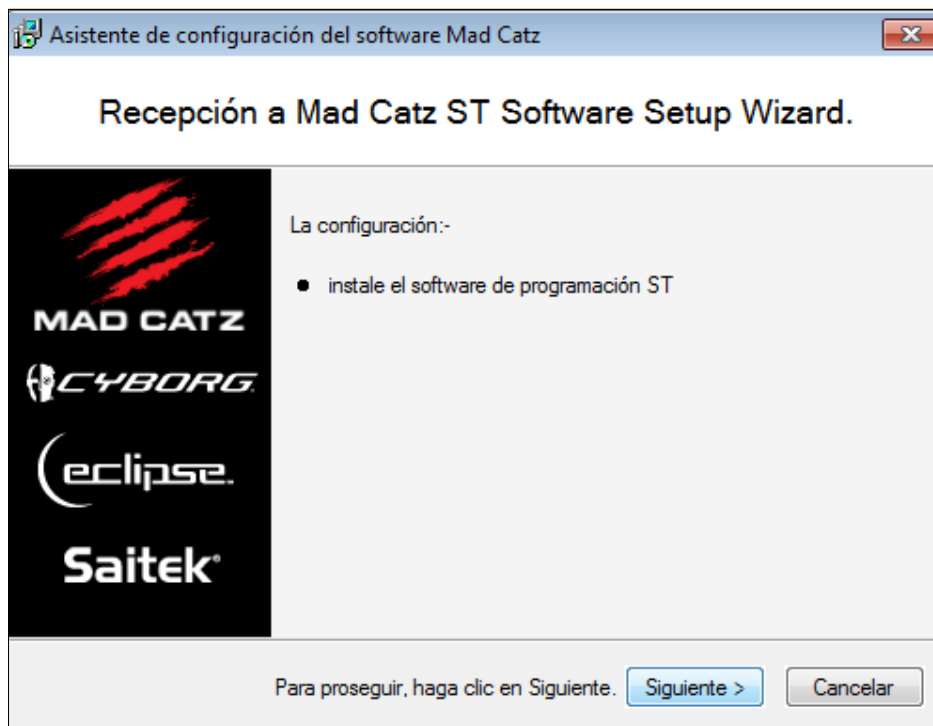 Asistente de configuración del software Mad Catz
Recepción a Mad Catz ST Software Setup Wizard.
La configuración:-
● instale el software de programación ST
MAD CATZ
CYBORG.
eclipse.
Saitek®
Para proseguir, haga clic en Siguiente. Siguiente > Cancelar